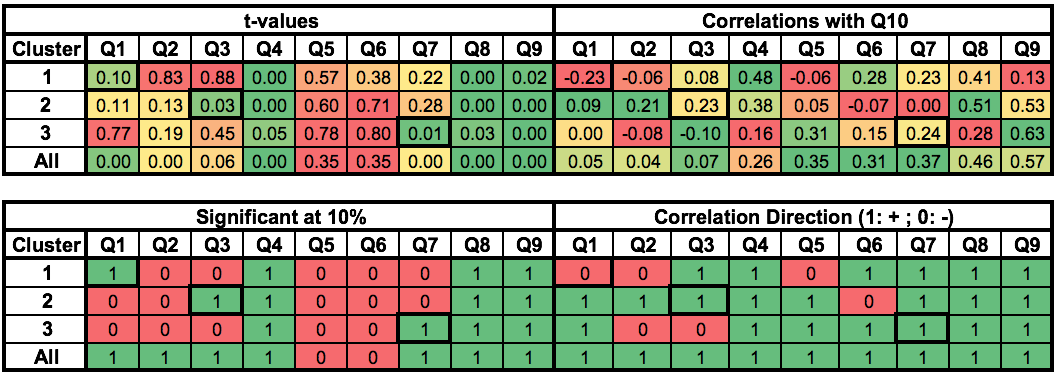 t-values Correlations with Q10
Cluster Q1 Q2 Q3 Q4 Q5 Q6 Q7 Q8 Q9 Q1 Q2 Q3 Q4 Q5 Q6 Q7 Q8 Q9
1 0.10 0.83 0.88 0.00 0.57 0.38 0.22 0.00 0.02 -0.23 -0.06 0.08 0.48 -0.06 0.28 0.23 0.41 0.13
2 0.11 0.13 0.03 0.00 0.60 0.71 0.28 0.00 0.00 0.09 0.21 0.23 0.38 0.05 -0.07 0.00 0.51 0.53
3 0.77 0.19 0.45 0.05 0.78 0.80 0.01 0.03 0.00 0.00 -0.08 -0.10 0.16 0.31 0.15 0.24 0.28 0.63
All 0.00 0.00 0.06 0.00 0.35 0.35 0.00 0.00 0.00 0.05 0.04 0.07 0.26 0.35 0.31 0.37 0.46 0.57
Significant at 10% Correlation Direction (1: + ; 0: -)
Cluster Q1 Q2 Q3 Q4 Q5 Q6 Q7 Q8 Q9 Q1 Q2 Q3 Q4 Q5 Q6 Q7 Q8 Q9
1 1 0 0 1 0 0 0 1 1 0 0 1 1 0 1 1 1 1
2 0 0 1 1 0 0 0 1 1 1 1 1 1 1 0 1 1 1
3 0 0 0 1 0 0 1 1 1 1 0 0 1 1 1 1 1 1
All 1 1 1 1 0 0 1 1 1 1 1 1 1 1 1 1 1 1